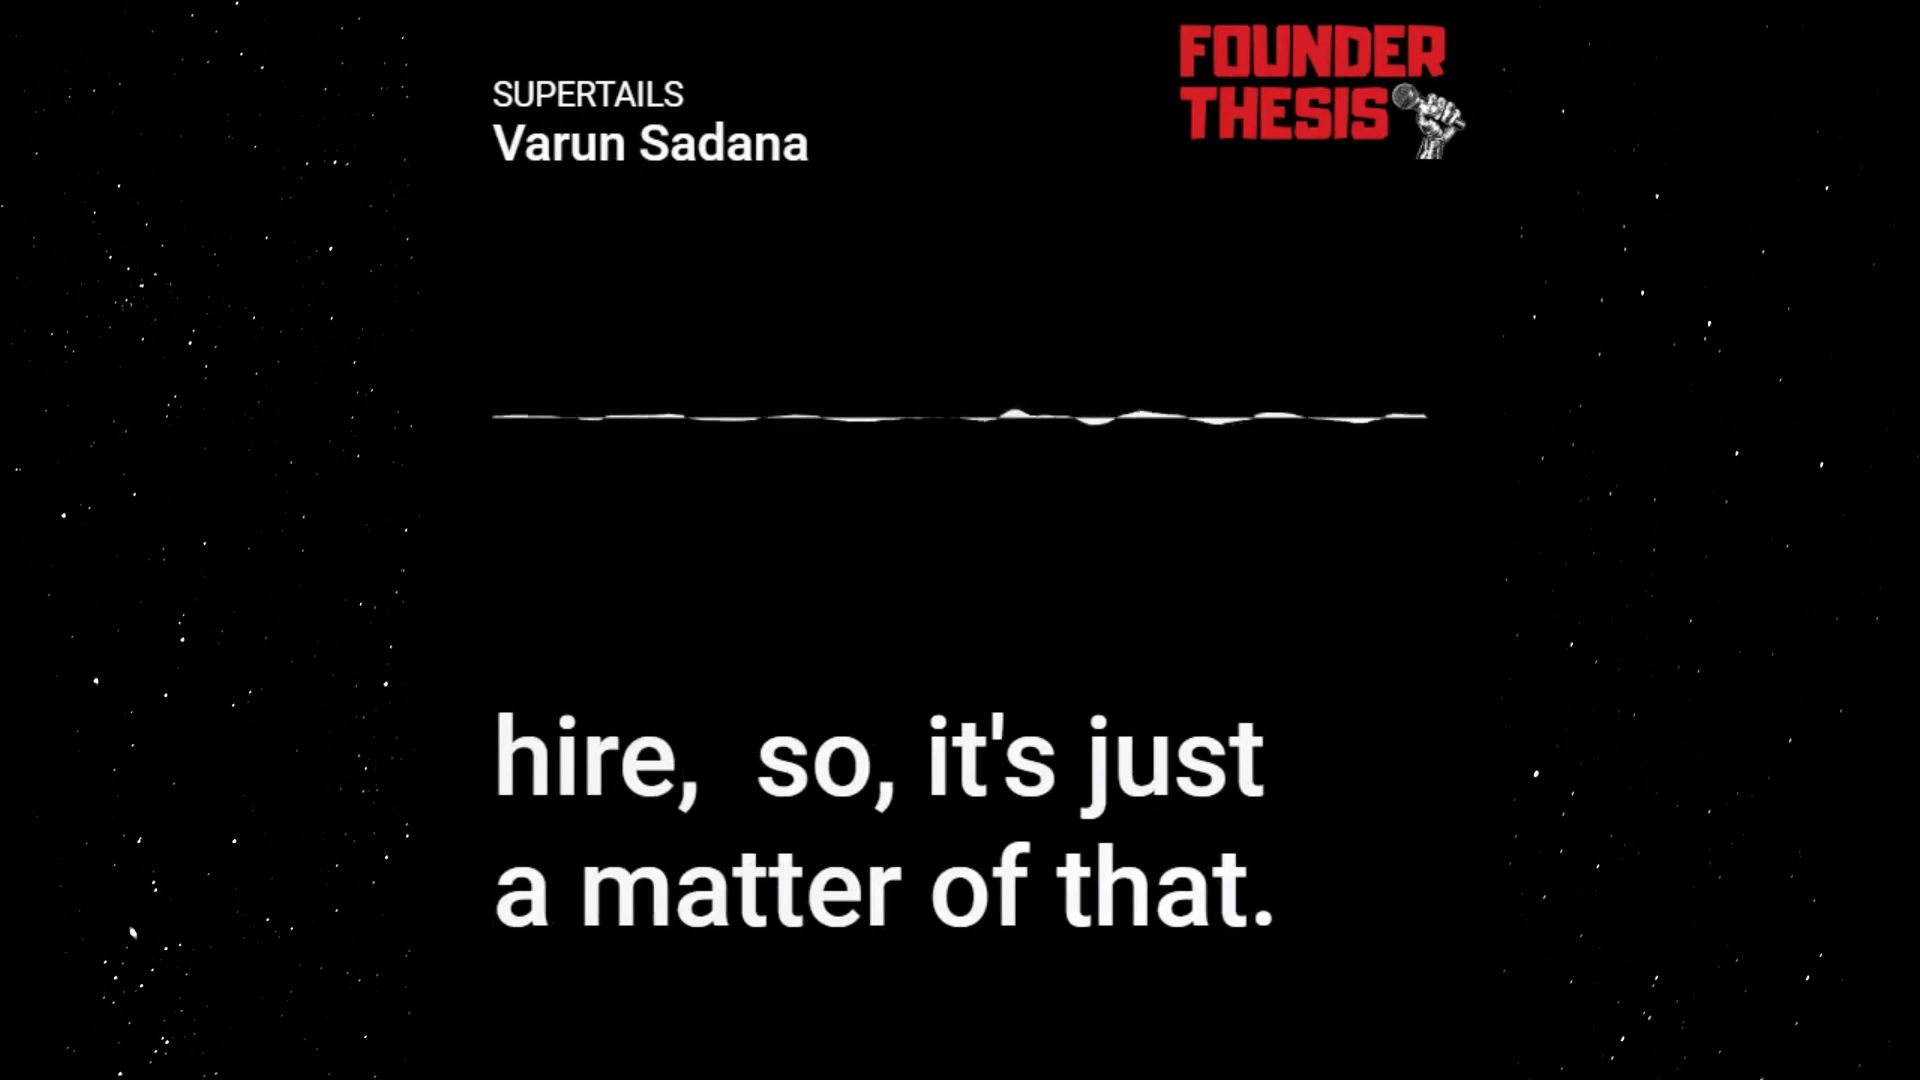 SUPERTAILS
Varun Sadana
FOUNDER
THESIS
hire,  so, it's just
a matter of that.